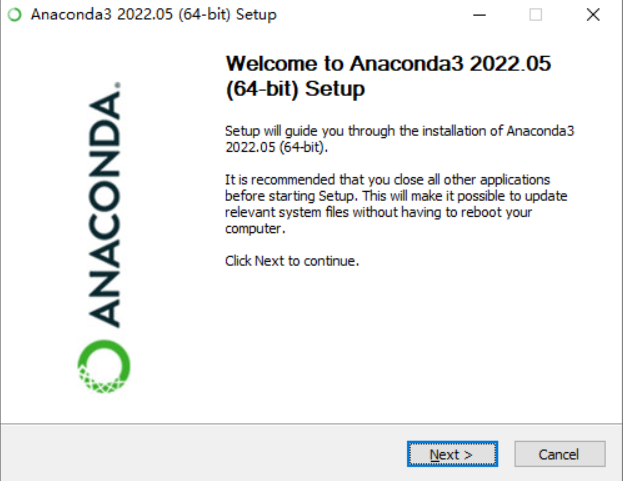 Anaconda3 2022.05 (64-bit) Setup
Welcome to Anaconda3 2022.05
(64-bit) Setup
Setup will guide you through the installation of Anaconda3
2022.05 (64-bit).
It is recommended that you close all other applications
before starting Setup. This will make it possible to update
relevant system files without having to reboot your
computer.
Click Next to continue.
ANACONDA.
Next >
Cancel